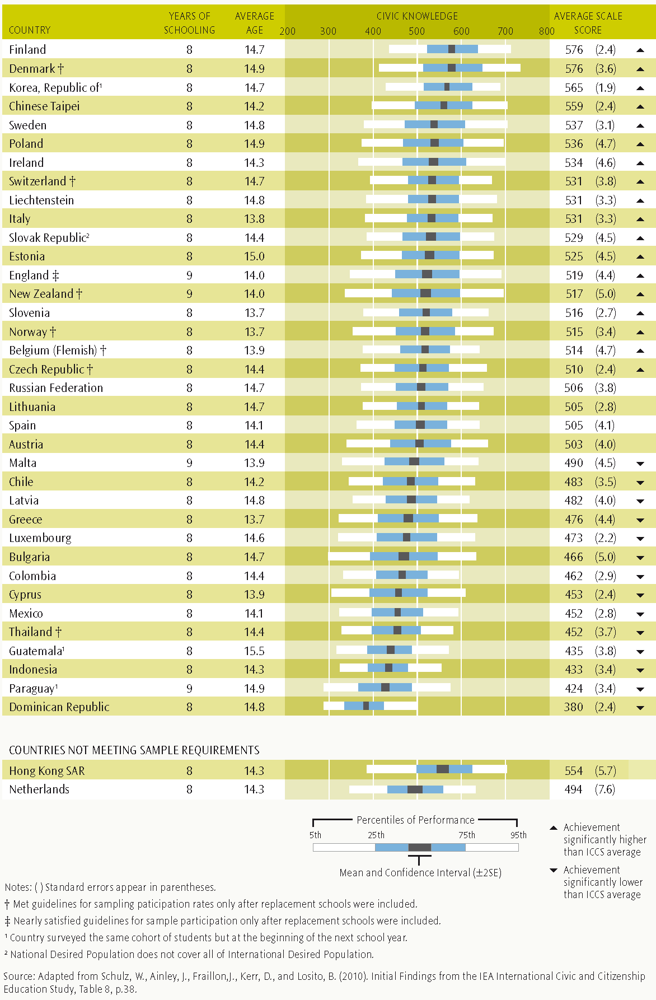 COUNTRY YEARS OF SCHOOLING AVERAGE AGE CIVIC KNOWLEDGE AVERAGE SCALE SCORE
200 300 400 500 600 700 800
Finland 8 14.7 576 (2.4) ▲
Denmark † 8 14.9 576 (3.6) ▲
Korea, Republic of¹ 8 14.7 565 (1.9) ▲
Chinese Taipei 8 14.2 559 (2.4) ▲
Sweden 8 14.8 537 (3.1) ▲
Poland 8 14.9 536 (4.7) ▲
Ireland 8 14.3 534 (4.6) ▲
Switzerland † 8 14.7 531 (3.8) ▲
Liechtenstein 8 14.8 531 (3.3) ▲
Italy 8 13.8 531 (3.3) ▲
Slovak Republic² 8 14.4 529 (4.5) ▲
Estonia 8 15.0 525 (4.5) ▲
England ‡ 9 14.0 519 (4.4) ▲
New Zealand † 9 14.0 517 (5.0) ▲
Slovenia 8 13.7 516 (2.7) ▲
Norway † 8 13.7 515 (3.4) ▲
Belgium (Flemish) † 8 13.9 514 (4.7) ▲
Czech Republic † 8 14.4 510 (2.4) ▲
Russian Federation 8 14.7 506 (3.8)
Lithuania 8 14.7 505 (2.8)
Spain 8 14.1 505 (4.1)
Austria 8 14.4 503 (4.0)
Malta 9 13.9 490 (4.5) ▼
Chile 8 14.2 483 (3.5) ▼
Latvia 8 14.8 482 (4.0) ▼
Greece 8 13.7 476 (4.4) ▼
Luxembourg 8 14.6 473 (2.2) ▼
Bulgaria 8 14.7 466 (5.0) ▼
Colombia 8 14.4 462 (2.9) ▼
Cyprus 8 13.9 453 (2.4) ▼
Mexico 8 14.1 452 (2.8) ▼
Thailand † 8 14.4 452 (3.7) ▼
Guatemala¹ 8 15.5 435 (3.8) ▼
Indonesia 8 14.3 433 (3.4) ▼
Paraguay¹ 9 14.9 424 (3.4) ▼
Dominican Republic 8 14.8 380 (2.4) ▼
COUNTRIES NOT MEETING SAMPLE REQUIREMENTS
Hong Kong SAR 8 14.3 554 (5.7)
Netherlands 8 14.3 494 (7.6)
Percentiles of Performance
5th 25th 75th 95th
Mean and Confidence Interval (±2SE)
▲ Achievement
significantly higher
than ICCS average
▼ Achievement
significantly lower
than ICCS average
Notes: ( ) Standard errors appear in parentheses.
† Met guidelines for sampling paticipation rates only after replacement schools were included.
‡ Nearly satisfied guidelines for sample participation only after replacement schools were included.
¹ Country surveyed the same cohort of students but at the beginning of the next school year.
² National Desired Population does not cover all of International Desired Population.
Source: Adapted from Schulz, W., Ainley, J., Fraillon,J., Kerr, D., and Losito, B. (2010). Initial Findings from the IEA International Civic and Citizenship
Education Study, Table 8, p.38.